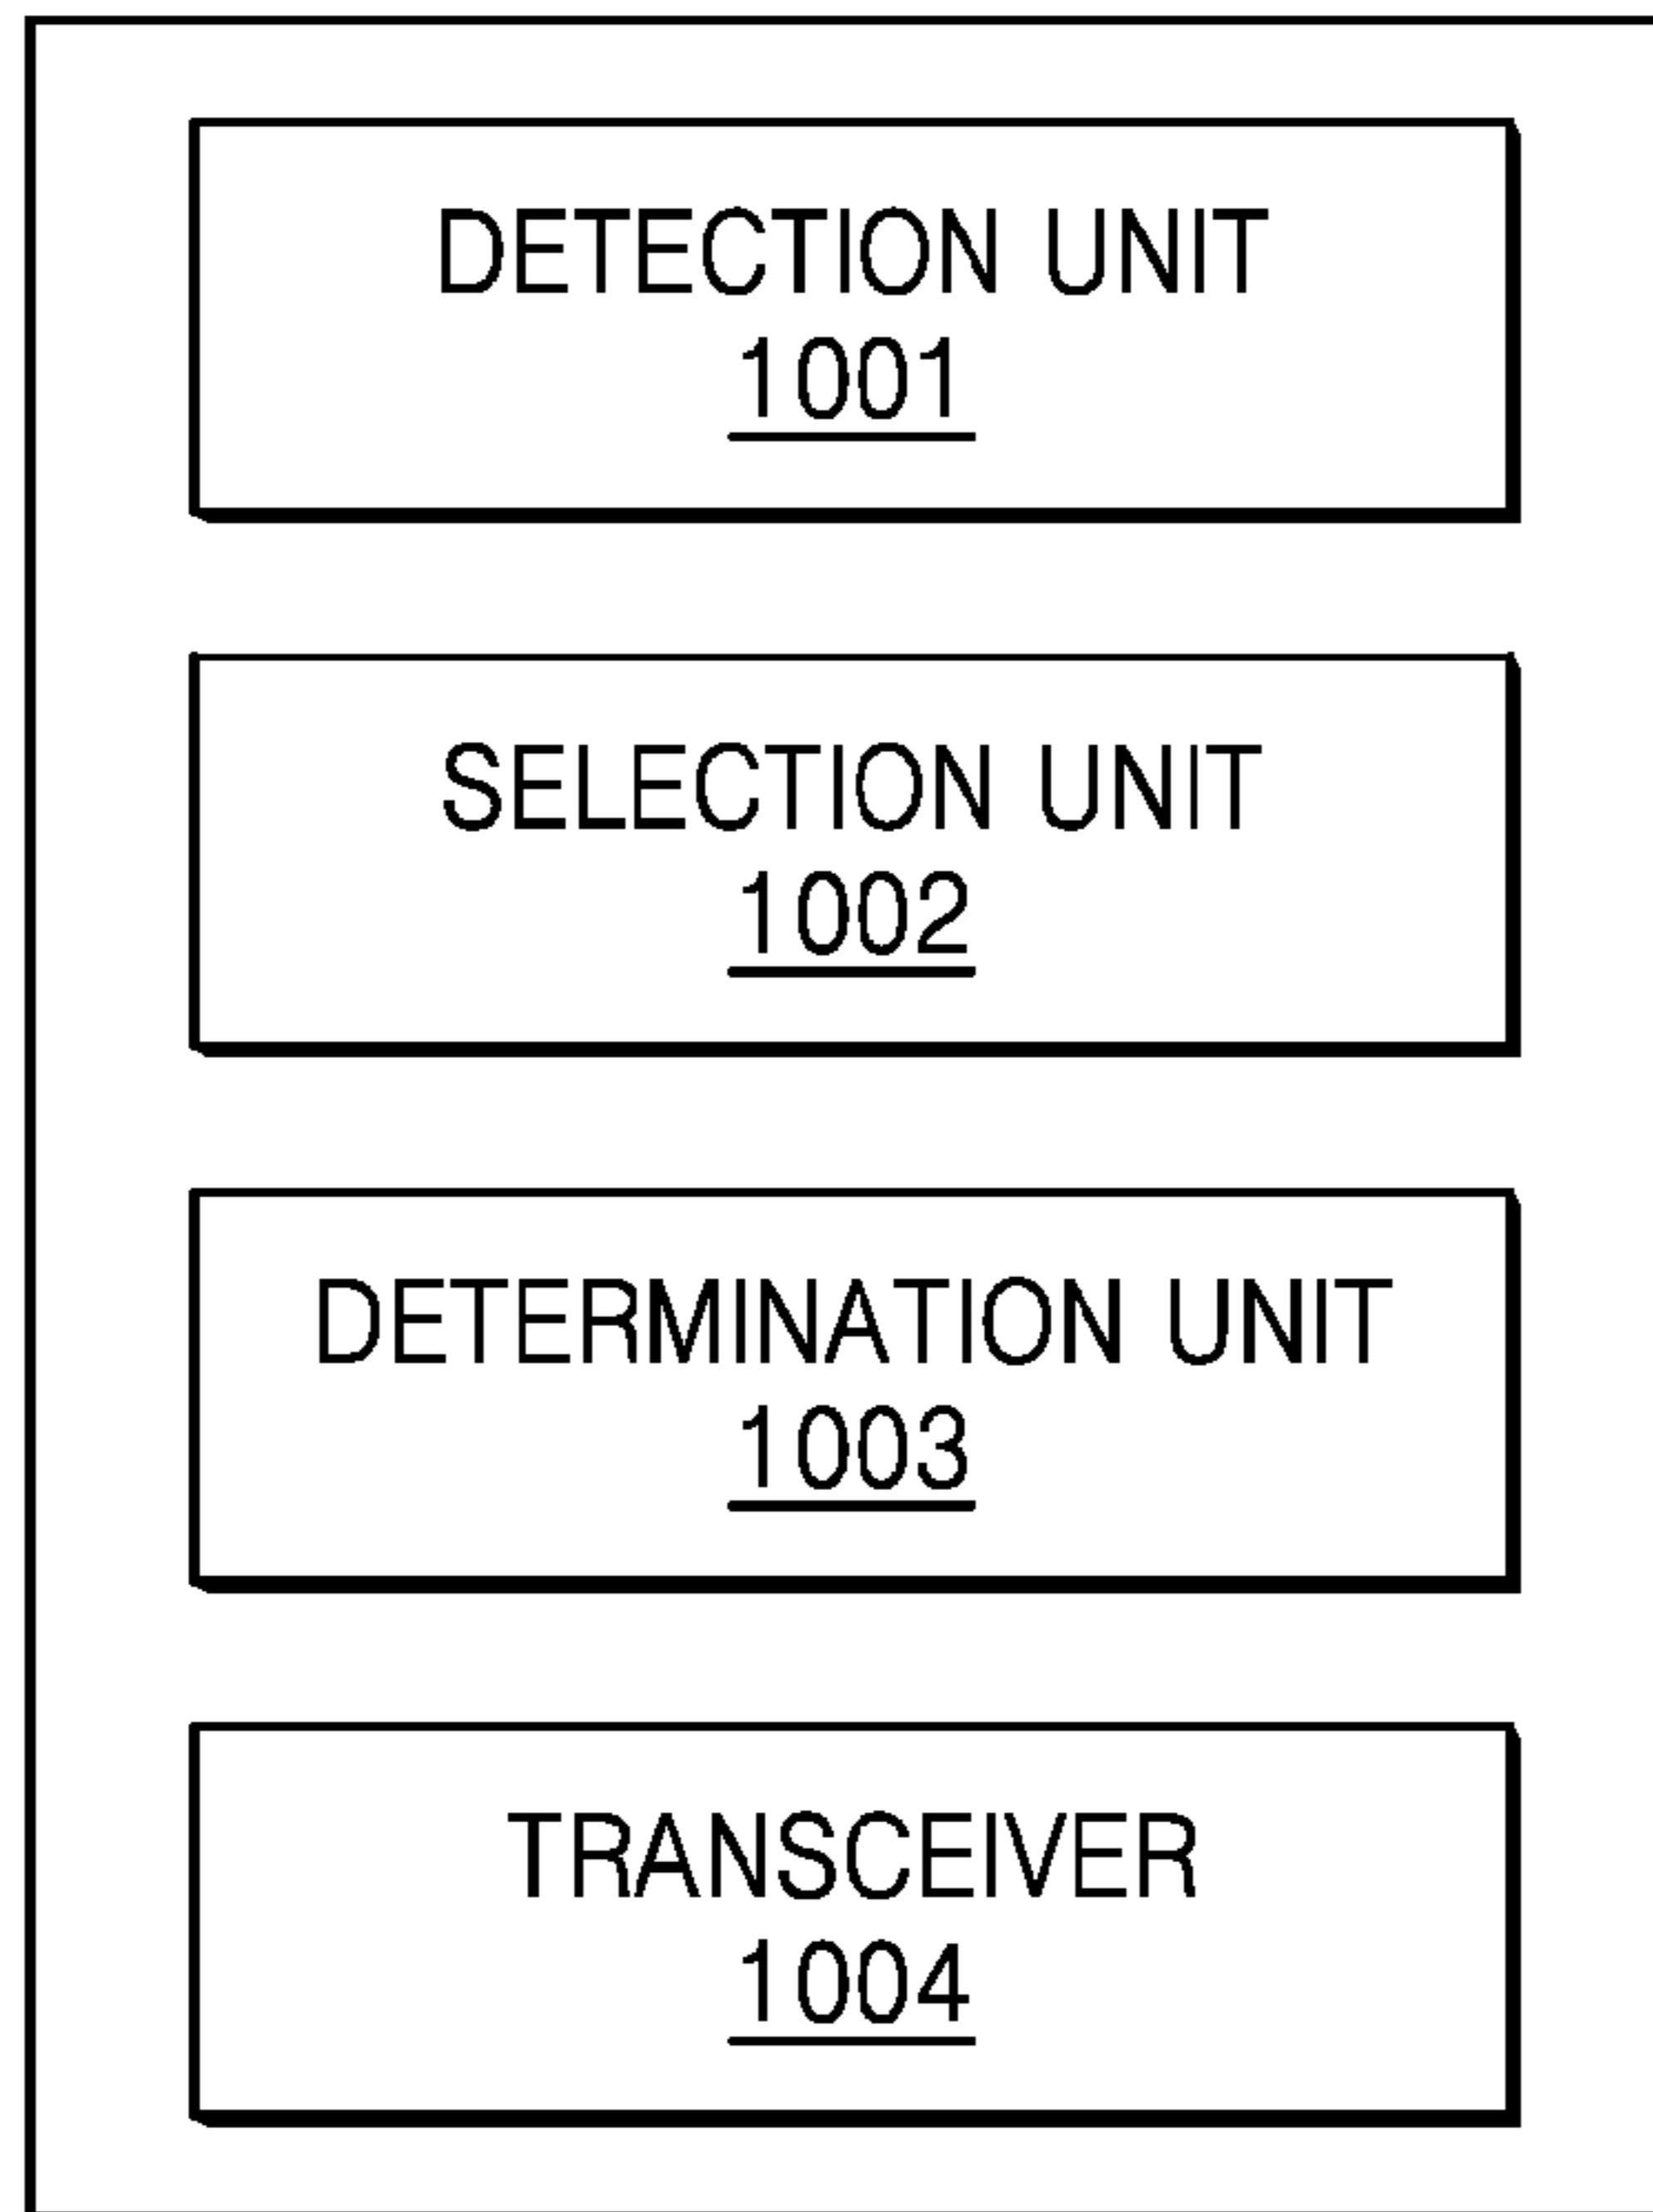 DETECTION UNIT
1001
SELECTION UNIT
1002
DETERMINATION UNIT
1003
TRANSCEIVER
1004